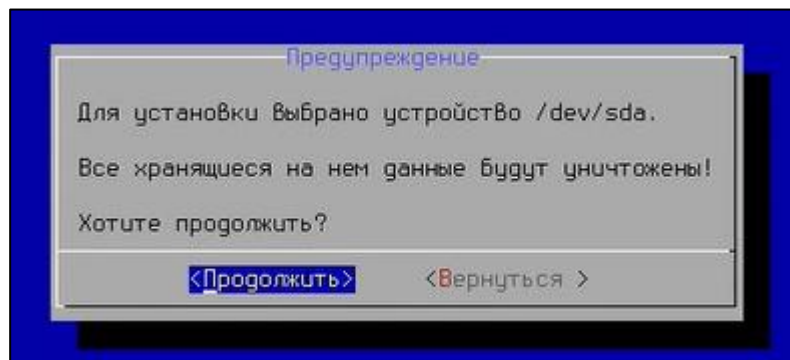 Предупреждение
Для установки выбрано устройство /dev/sda.
Все хранящиеся на нем данные будут уничтожены!
Хотите продолжить?
<Продолжить> <Вернуться >